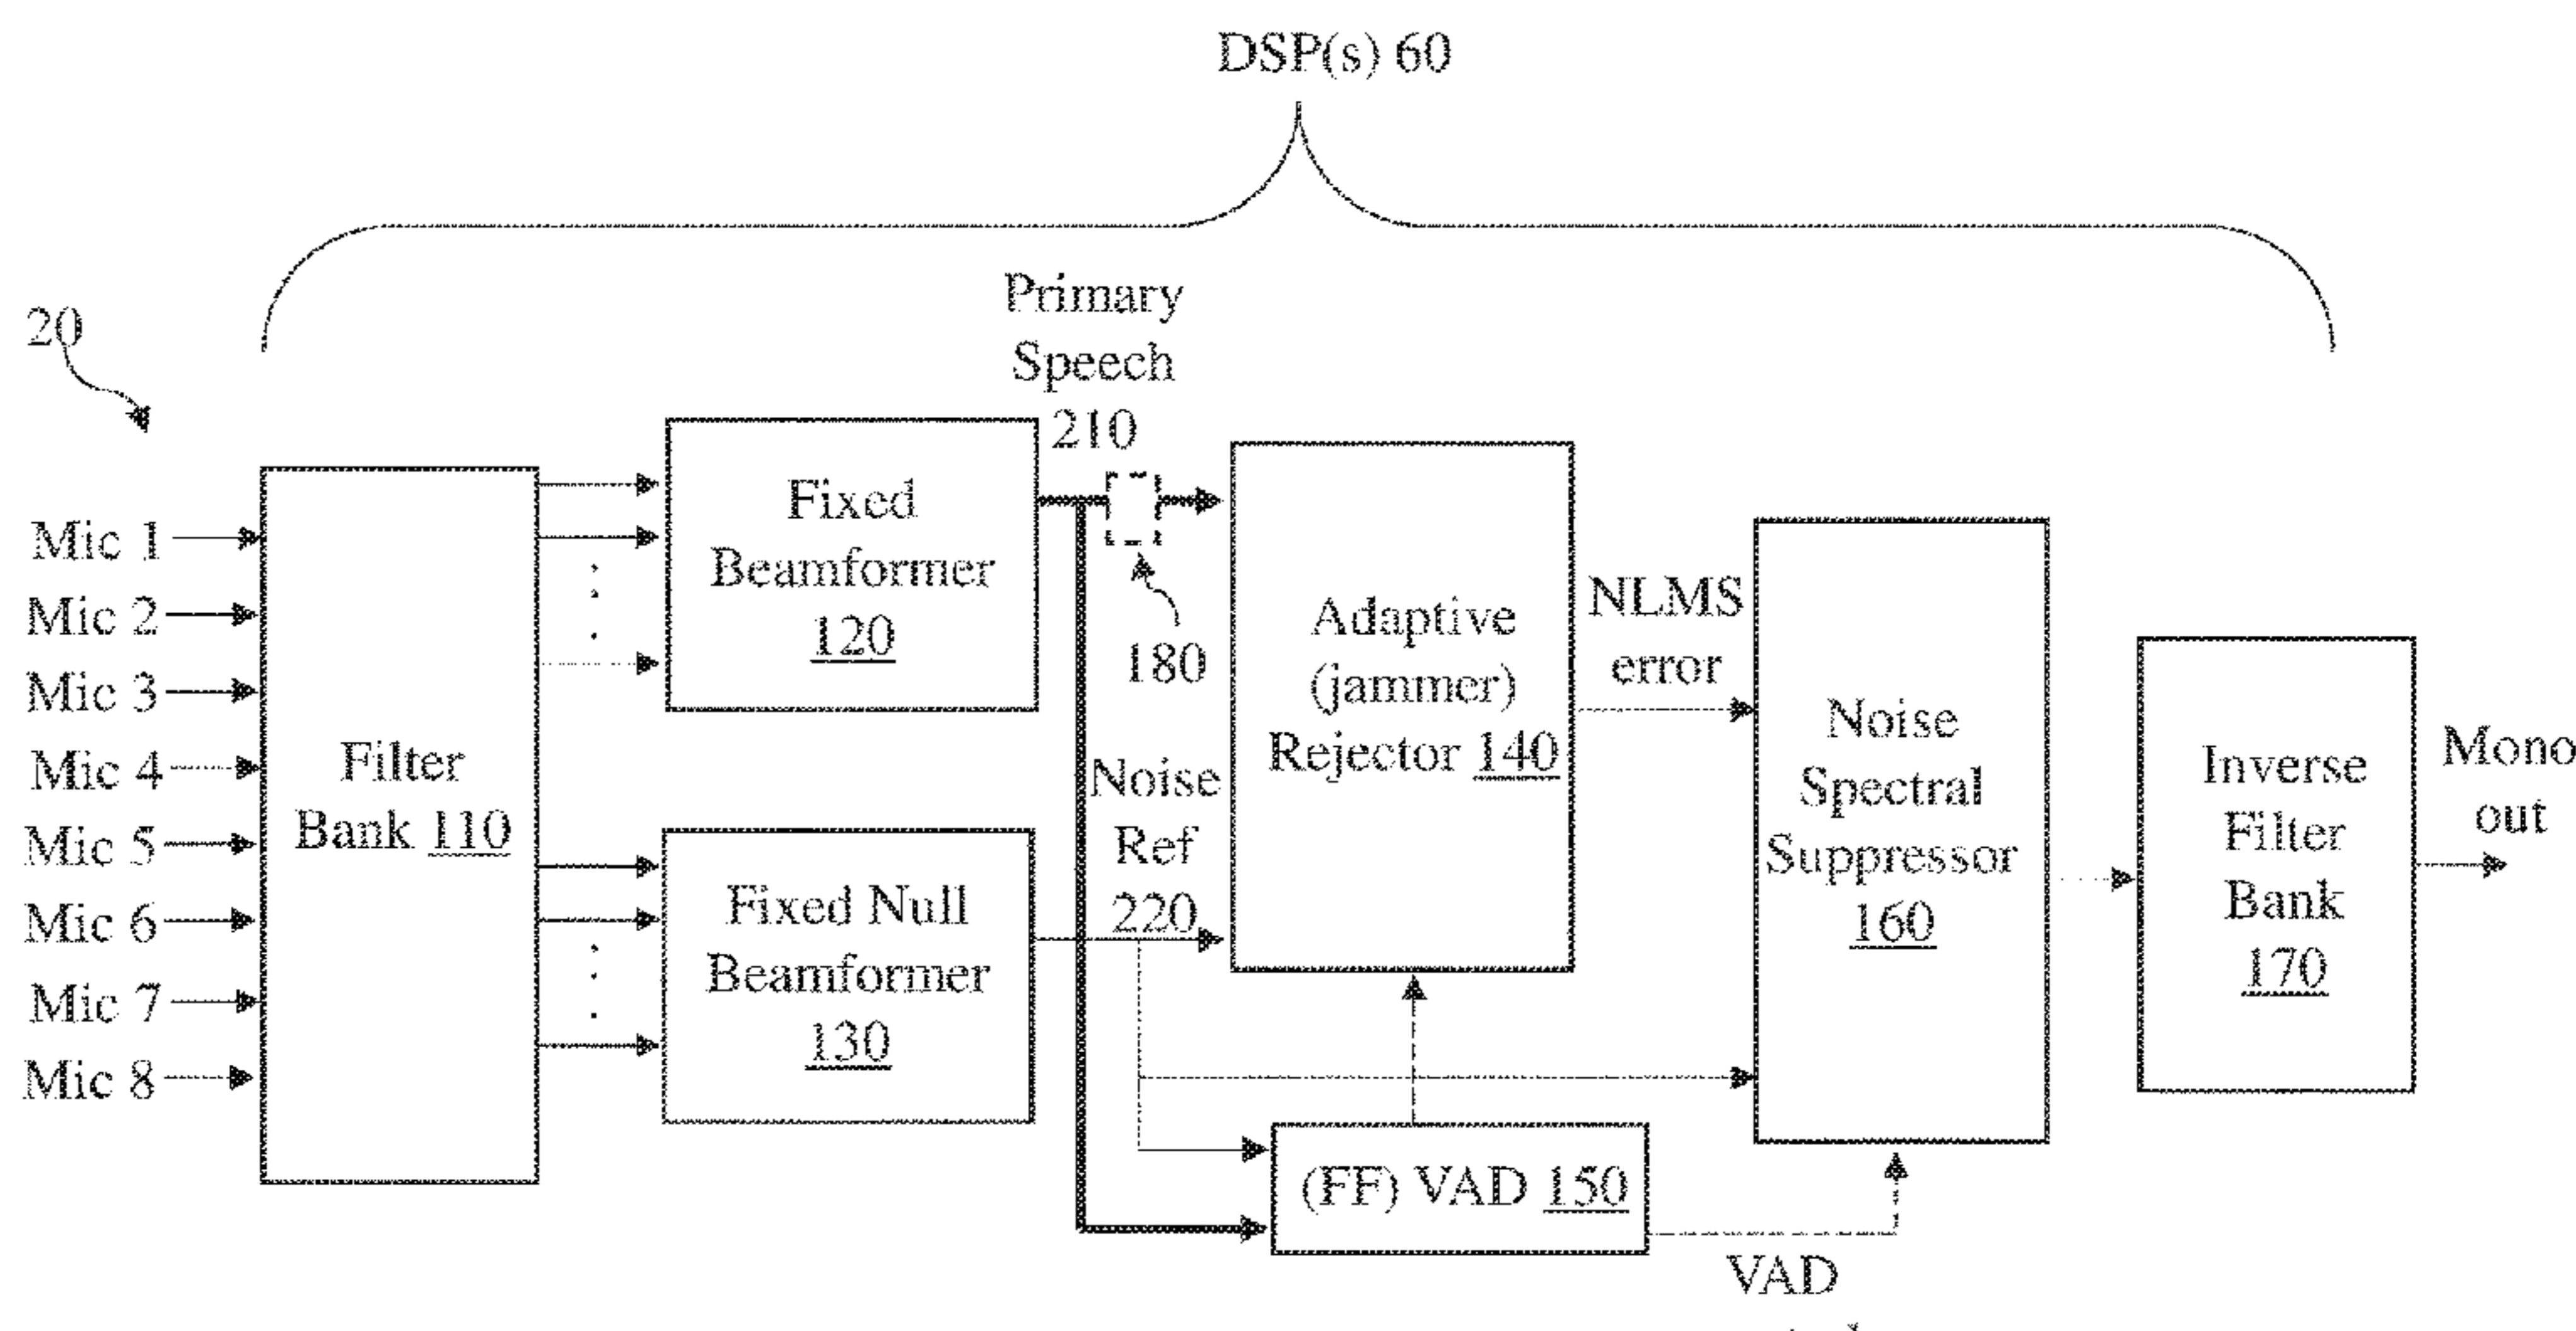 DSP(s) 60
20
Primary
Speech
210
180
Mic 1
Mic 2
Mic 3
Mic 4
Mic 5
Mic 6
Mic 7
Mic 8
Filter
Bank 110
Fixed
Beamformer
120
Fixed Null
Beamformer
130
Noise
Ref
220
Adaptive
(jammer)
Rejector 140
NLMS
error
(FF) VAD 150
VAD
Noise
Spectral
Suppressor
160
Inverse
Filter
Bank
170
Mono
out